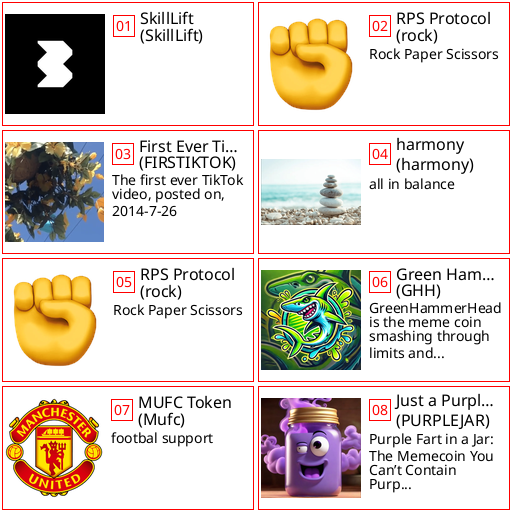 01
SkillLift
(SkillLift)
02
RPS Protocol
(rock)
Rock Paper Scissors
03
First Ever Ti...
(FIRSTIKTOK)
The first ever TikTok
video, posted on,
2014-7-26
04
harmony
(harmony)
all in balance
05
RPS Protocol
(rock)
Rock Paper Scissors
06
Green Ham...
(GHH)
GreenHammerHead
is the meme coin
smashing through
limits and...
07
MUFC Token
(Mufc)
footbal support
MANCHESTER
UNITED
08
Just a Purpl...
(PURPLEJAR)
Purple Fart in a Jar:
The Memecoin You
Can't Contain
Purp...